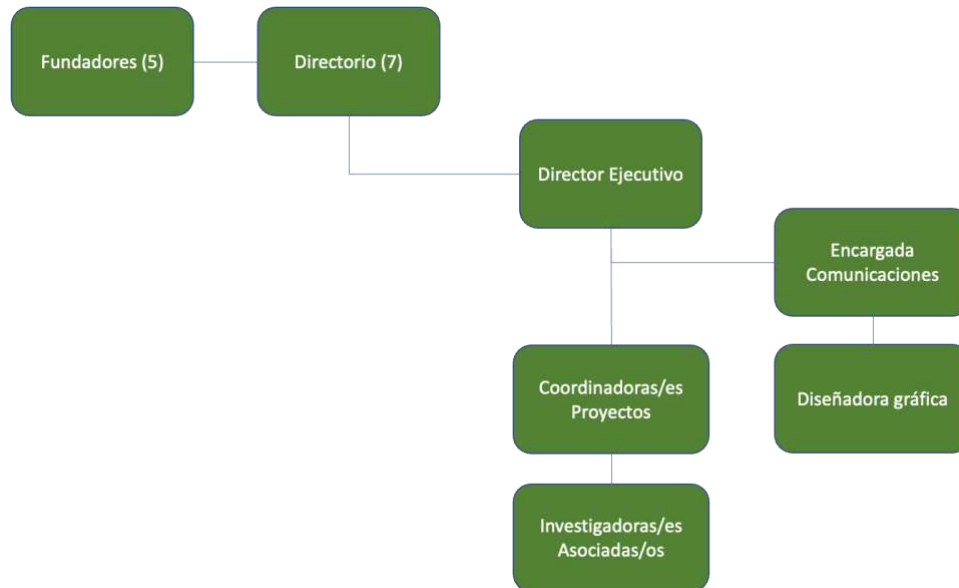 Fundadores (5)
Directorio (7)
Director Ejecutivo
Encargada
Comunicaciones
Coordinadoras/es
Proyectos
Diseñadora gráfica
Investigadoras/es
Asociadas/os